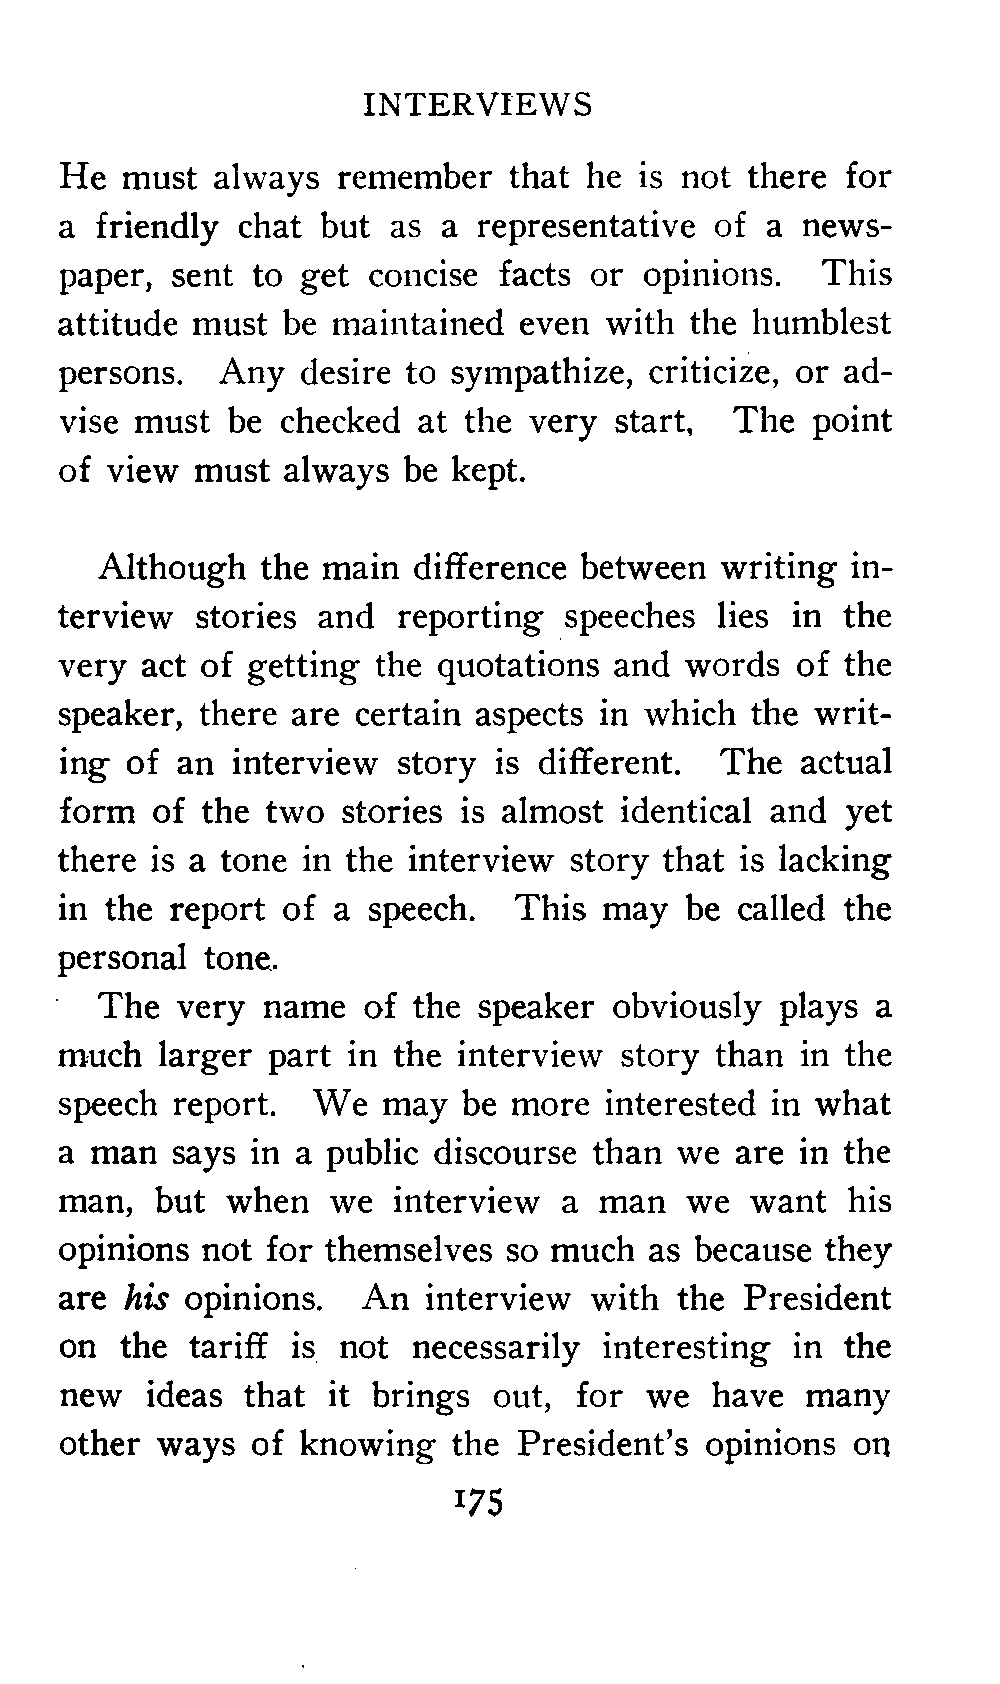 INTERVIEWS
He must always remember that he is not there for
a friendly chat but as a representative of a news-
paper, sent to get concise facts or opinions. This
attitude must be maintained even with the humblest
persons. Any desire to sympathize, criticize, or ad-
vise must be checked at the very start, The point
of view must always be kept.
Although the main difference between writing in-
terview stories and reporting speeches lies in the
very act of getting the quotations and words of the
speaker, there are certain aspects in which the writ-
ing of an interview story is different. The actual
form of the two stories is almost identical and yet
there is a tone in the interview story that is lacking
in the report of a speech. This may be called the
personal tone.
The very name of the speaker obviously plays a
much larger part in the interview story than in the
speech report. We may be more interested in what
a man says in a public discourse than we are in the
man, but when we interview a man we want his
opinions not for themselves so much as because they
are his opinions. An interview with the President
on the tariff is not necessarily interesting in the
new ideas that it brings out, for we have many
other ways of knowing the President's opinions on
175